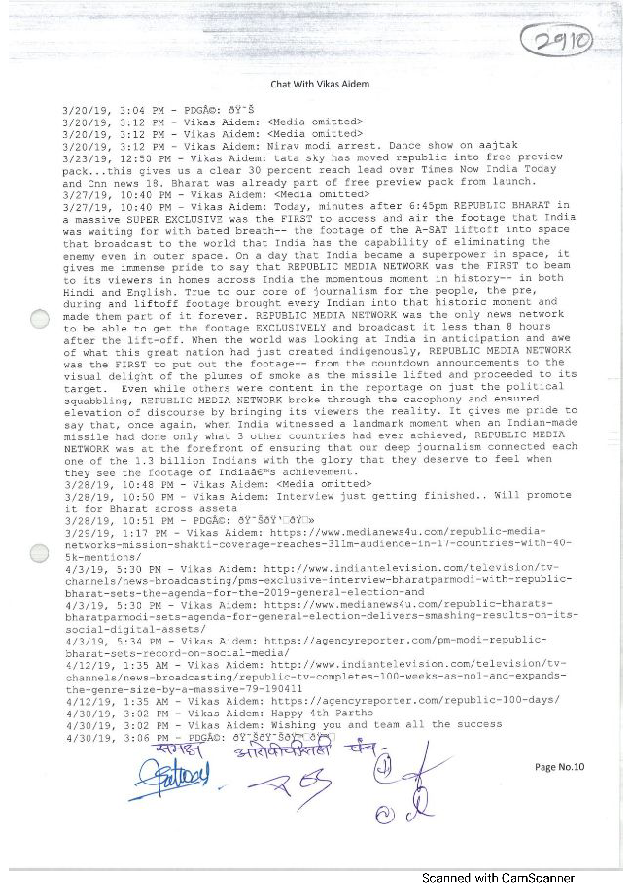 2910
Chat With Vikas Aidem
3/20/19, 3:04 PM - PDGÂ©: ðŸ˜Š
3/20/19, 3:12 PM - Vikas Aidem: <Media omitted>
3/20/19, 3:12 PM - Vikas Aidem: <Media omitted>
3/20/19, 3:12 PM - Vikas Aidem: Nirav modi arrest. Dance show on aajtak
3/23/19, 12:50 PM - Vikas Aidem: tata sky has moved republic into free preview
pack...this gives us a clear 30 percent reach lead over Times Now India Today
and Cnn news 18. Bharat was already part of free preview pack from launch.
3/27/19, 10:40 PM - Vikas Aidem: <Media omitted>
3/27/19, 10:40 PM - Vikas Aidem: Today, minutes after 6:45pm REPUBLIC BHARAT in
a massive SUPER EXCLUSIVE was the FIRST to access and air the footage that India
was waiting for with bated breath-- the footage of the A-SAT liftoff into space
that broadcast to the world that India has the capability of eliminating the
enemy even in outer space. On a day that India became a superpower in space, it
gives me immense pride to say that REPUBLIC MEDIA NETWORK was the FIRST to beam
to its viewers in homes across India the momentous moment in history-- in both
Hindi and English. True to our core of journalism for the people, the pre,
during and liftoff footage brought every Indian into that historic moment and
made them part of it forever. REPUBLIC MEDIA NETWORK was the only news network
to be able to get the footage EXCLUSIVELY and broadcast it less than 8 hours
after the lift-off. When the world was looking at India in anticipation and awe
of what this great nation had just created indigenously, REPUBLIC MEDIA NETWORK
was the FIRST to put out the footage-- from the countdown announcements to the
visual delight of the plumes of smoke as the missile lifted and proceeded to its
target. Even while others were content in the reportage on just the political
squabbling, REPUBLIC MEDIA NETWORK broke through the cacophony and ensured
elevation of discourse by bringing its viewers the reality. It gives me pride to
say that, once again, when India witnessed a landmark moment when an Indian-made
missile had done only what 3 other countries had ever achieved, REPUBLIC MEDIA
NETWORK was at the forefront of ensuring that our deep journalism connected each
one of the 1.3 billion Indians with the glory that they deserve to feel when
they see the footage of Indiaâ€™s achievement.
3/28/19, 10:48 PM - Vikas Aidem: <Media omitted>
3/28/19, 10:50 PM - Vikas Aidem: Interview just getting finished.. Will promote
it for Bharat across asseta
3/28/19, 10:51 PM - PDGÂ©:
3/29/19, 1:17 PM - Vikas Aidem: https://www.medianews4u.com/republic-media-
networks-mission-shakti-coverage-reaches-311m-audience-in-17-countries-with-40-
5k-mentions/
4/3/19, 5:30 PM - Vikas Aidem: http://www.indiantelevision.com/television/tv-
channels/news-broadcasting/pms-exclusive-interview-bharatparmodi-with-republic-
bharat-sets-the-agenda-for-the-2019-general-election-and
4/3/19, 5:30 PM - Vikas Aidem: https://www.medianews4u.com/republic-bharats-
bharatparmodi-sets-agenda-for-general-election-delivers-smashing-results-on-its-
social-digital-assets/
4/3/19, 5:34 PM - Vikas Aidem: https://agencyreporter.com/pm-modi-republic-
bharat-sets-record-on-social-media/
4/12/19, 1:35 AM - Vikas Aidem: http://www.indiantelevision.com/television/tv-
channels/news-broadcasting/republic-tv-completes-100-weeks-as-no1-anc-expands-
the-genre-size-by-a-massive-79-190411
4/12/19, 1:35 AM - Vikas Aidem: https://agencyreporter.com/republic-100-days/
4/30/19, 3:02 PM - Vikas Aidem: Happy 4th Partho
4/30/19, 3:02 PM - Vikas Aidem: Wishing you and team all the success
4/30/19, 3:06 PM - PDGÂ©:
समक्ष
पंच
Page No.10
Scanned with CamScanner